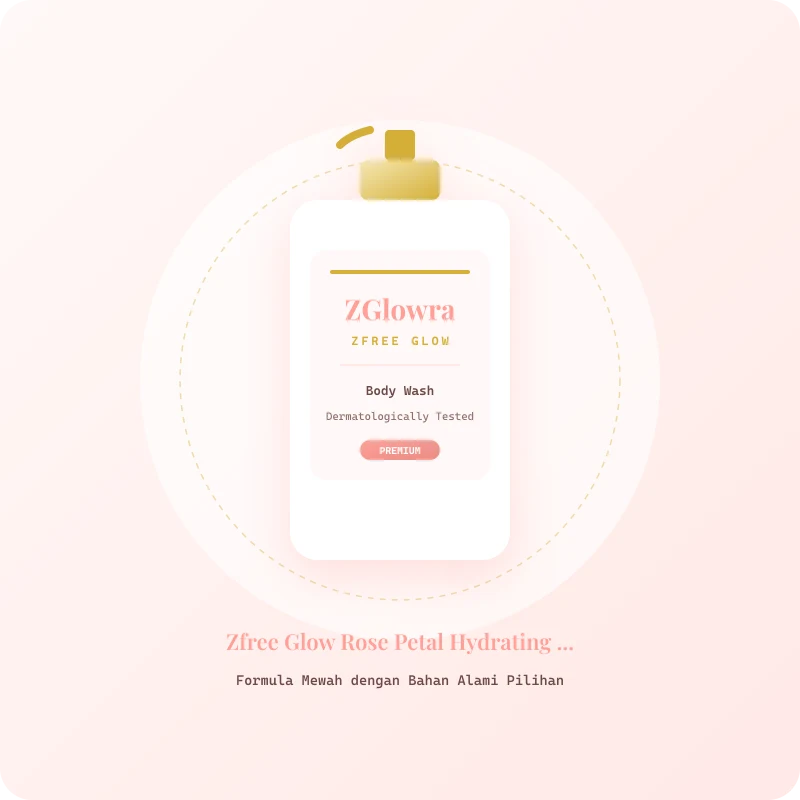 ZGlowra
ZFREE GLOW
Body Wash
Dermatologically Tested
PREMIUM
Zfree Glow Rose Petal Hydrating ...
Formula Mewah dengan Bahan Alami Pilihan